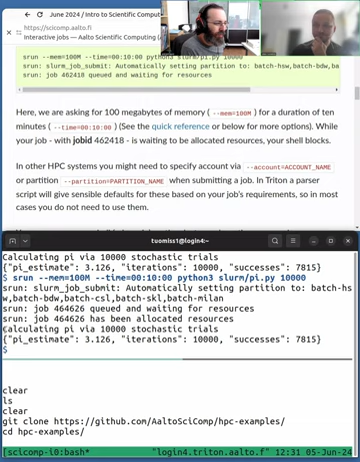 June 2024 / Intro to Scientific Comput
https://scicomp.aalto.fi
Interactive jobs — Aalto Scientific Computing (
srun --mem=100M --time=00:10:00 python3 slurm/pi.py
srun: slurm_job_submit: Automatically setting partition to: batch-hsw,batch-bdw,ba
srun: job 462418 queued and waiting for resources
Here, we are asking for 100 megabytes of memory ( --mem=100M ) for a duration of ten
minutes ( --time=00:10:00 ) (See the quick reference or below for more options). While
your job - with jobid 462418 - is waiting to be allocated resources, your shell blocks.
In other HPC systems you might need to specify account via --account=ACCOUNT_NAME
or partition --partition=PARTITION_NAME when submitting a job. In Triton a parser
script will give sensible defaults for these based on your job's requirements, so in most
cases you do not need to use them.
tuomiss1@login4:~
Calculating pi via 10000 stochastic trials
{"pi_estimate": 3.126, "iterations": 10000, "successes": 7815}
$ srun --mem=100M --time=00:10:00 python3 slurm/pi.py 10000
srun: slurm_job_submit: Automatically setting partition to: batch-hs
w,batch-bdw,batch-csl,batch-skl,batch-milan
srun: job 464626 queued and waiting for resources
srun: job 464626 has been allocated resources
Calculating pi via 10000 stochastic trials
{"pi_estimate": 3.126, "iterations": 10000, "successes": 7815}
$
clear
ls
clear
git clone https://github.com/AaltoSciComp/hpc-examples/
cd hpc-examples/
scicomp-i0:bash* "login4.triton.aalto.f" 12:31 05-Jun-24